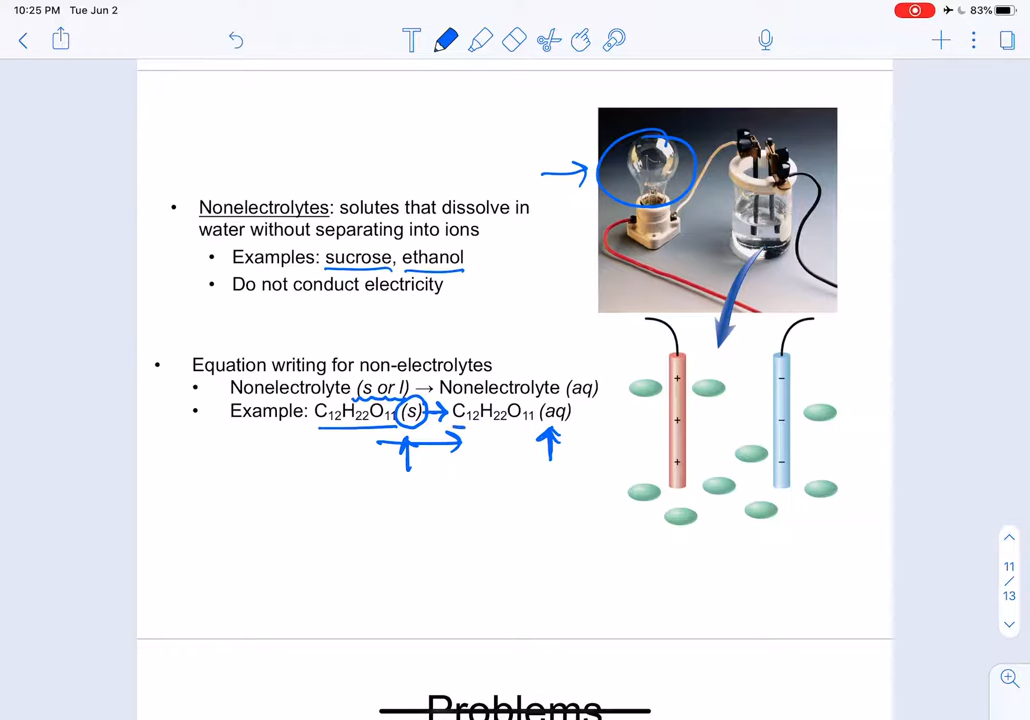 10:25 PM Tue Jun 2
83%
• Nonelectrolytes: solutes that dissolve in
water without separating into ions
• Examples: sucrose, ethanol
• Do not conduct electricity
• Equation writing for non-electrolytes
• Nonelectrolyte (s or l) → Nonelectrolyte (aq)
• Example: C₁₂H₂₂O₁₁ (s) → C₁₂H₂₂O₁₁ (aq)
+ −
+ −
+ −
11
/
13
Problems